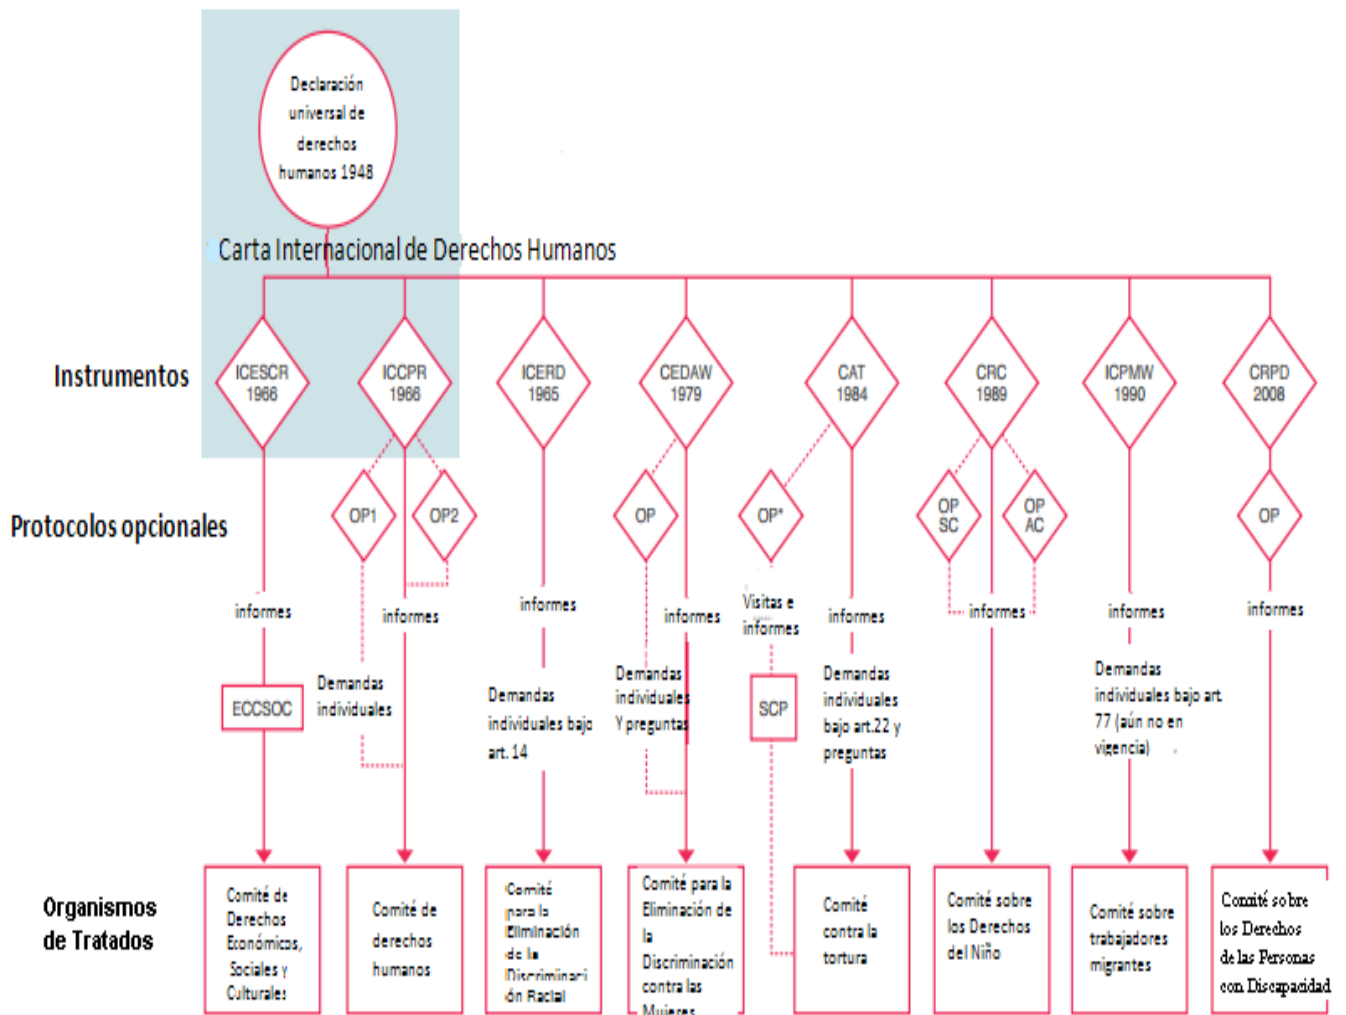 Declaración
universal de
derechos
humanos 1948
Carta Internacional de Derechos Humanos
Instrumentos
ICESCR
1966
ICCPR
1966
ICERD
1965
CEDAW
1979
CAT
1984
CRC
1989
ICPMW
1990
CRPD
2008
Protocolos opcionales
OP1
OP2
OP
OP*
OP
SC
OP
AC
OP
informes
informes
informes
informes
Visitas e
informes
informes
informes
informes
informes
ECCSOC
Demandas
individuales
Demandas
individuales bajo
art. 14
Demandas
individuales
Y preguntas
SCP
Demandas
individuales
bajo art.22 y
preguntas
Demandas
individuales bajo art.
77 (aún no en
vigencia)
Organismos
de Tratados
Comité de
Derechos
Económicos,
Sociales y
Culturales
Comité de
derechos
humanos
Comité
para la
Eliminación
de la
Discriminaci
ón Racial
Comité para la
Eliminación de
la
Discriminación
contra las
Mujeres
Comité
contra la
tortura
Comité sobre
los Derechos
del Niño
Comité sobre
trabajadores
migrantes
Comité sobre
los Derechos
de las Personas
con Discapacidad